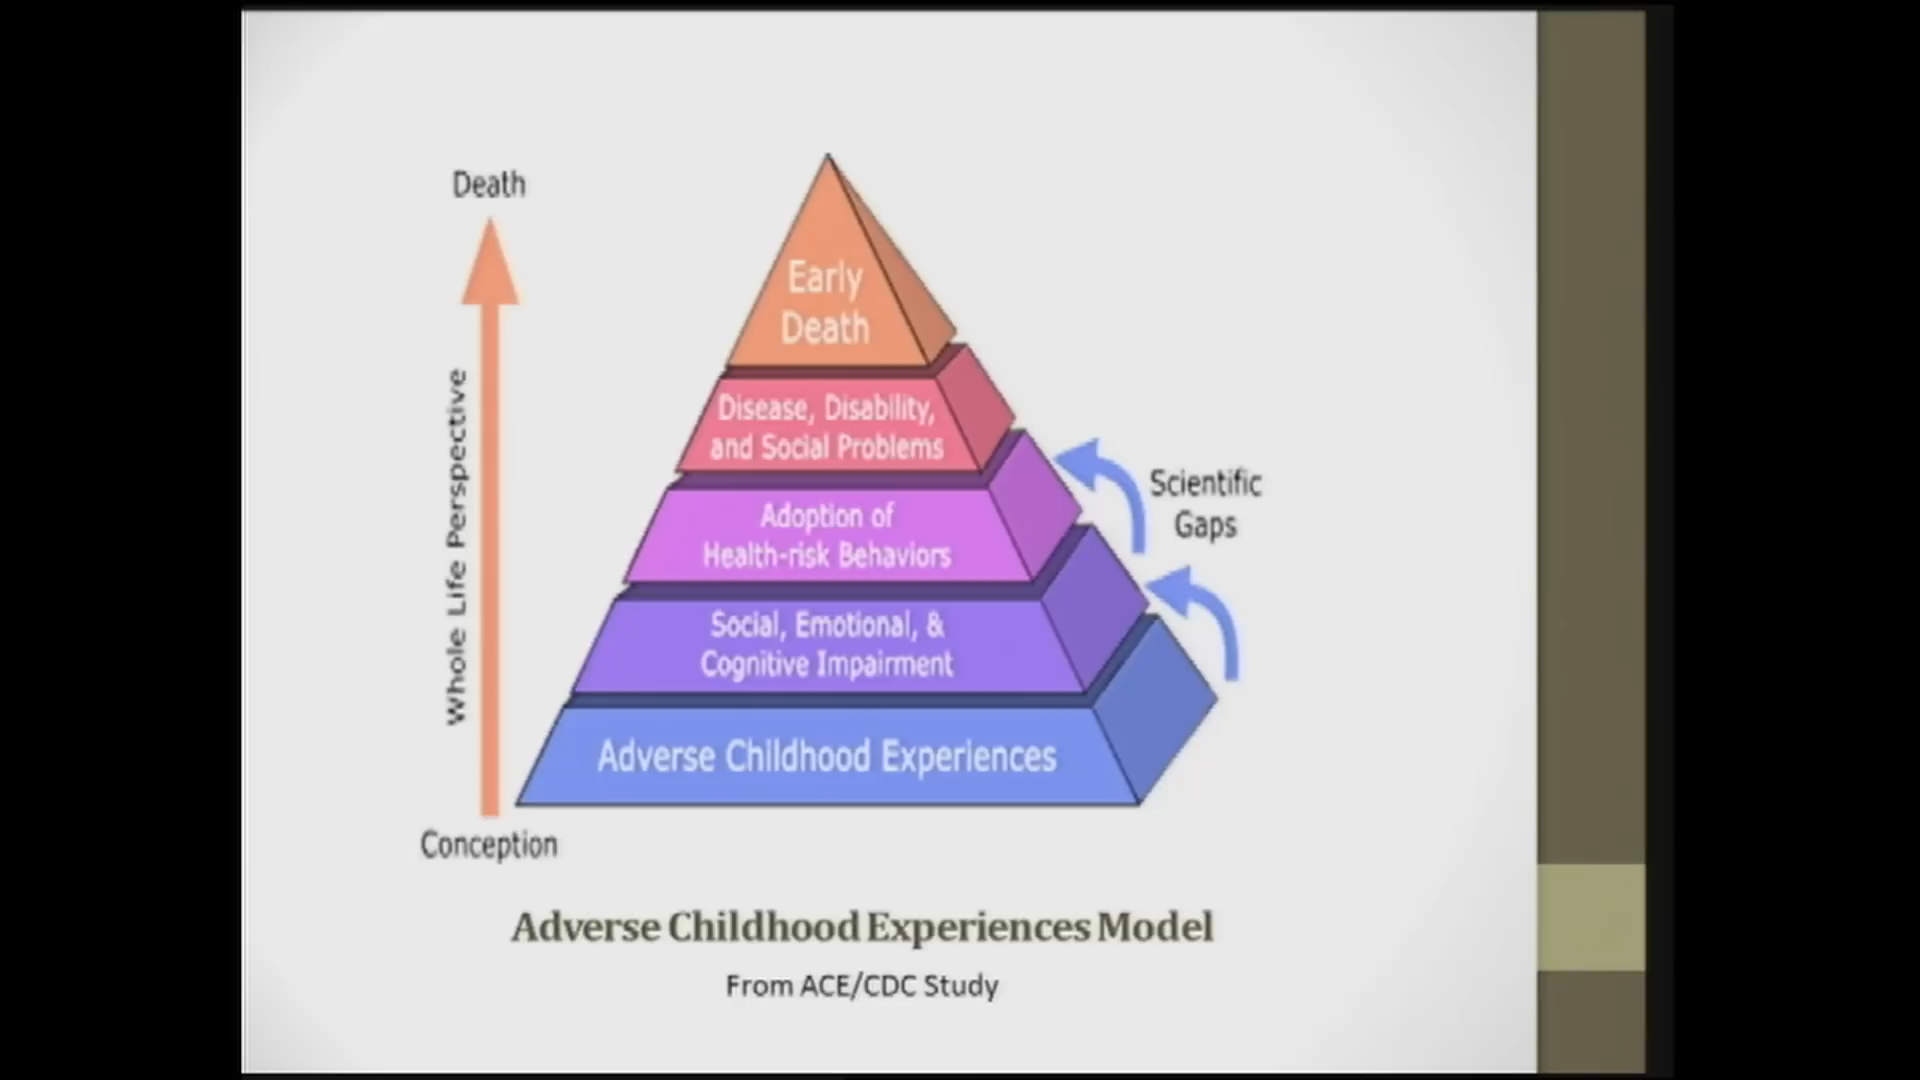 Death
Whole Life Perspective
Conception
Early
Death
Disease, Disability,
and Social Problems
Adoption of
Health-risk Behaviors
Social, Emotional, &
Cognitive Impairment
Adverse Childhood Experiences
Scientific
Gaps
Adverse Childhood Experiences Model
From ACE/CDC Study